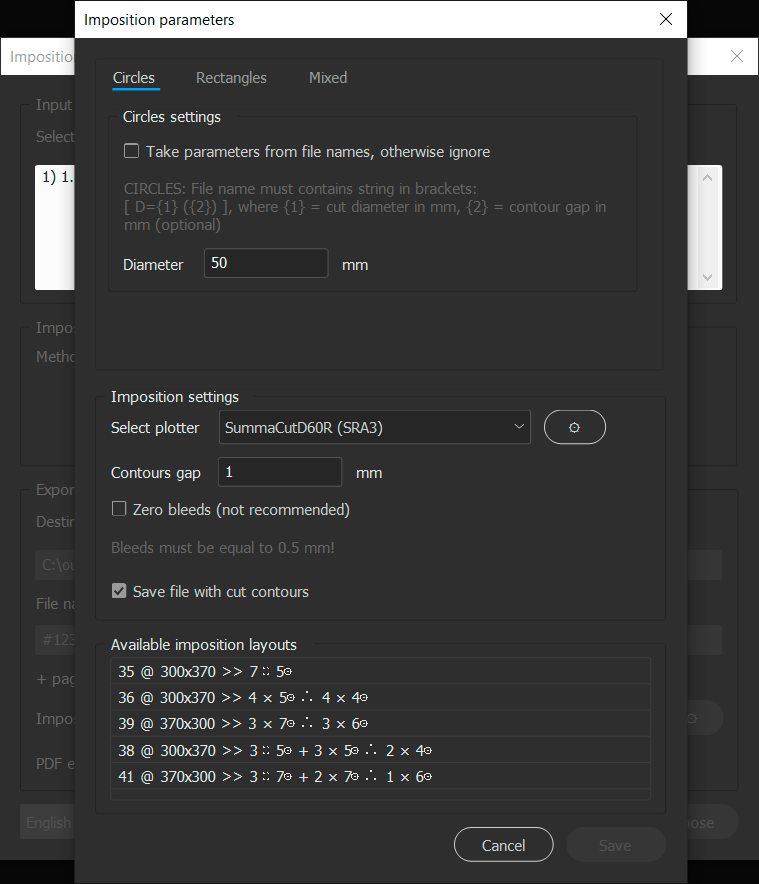 Imposition parameters
Impositio
Circles Rectangles Mixed
Input
Circles settings
Select
Take parameters from file names, otherwise ignore
1) 1.
CIRCLES: File name must contains string in brackets:
[ D={1} ({2}) ], where {1} = cut diameter in mm, {2} = contour gap in
mm (optional)
Diameter 50 mm
Impos
Metho
Imposition settings
Select plotter SummaCutD60R (SRA3)
Contours gap 1 mm
Expor
Zero bleeds (not recommended)
Destin
Bleeds must be equal to 0.5 mm!
C:\ou
Save file with cut contours
File na
#123
Available imposition layouts
35 @ 300x370 >> 7 :: 5⊙
+ pag
36 @ 300x370 >> 4 × 5⊙ ∴ 4 × 4⊙
Impos
39 @ 370x300 >> 3 × 7⊙ ∴ 3 × 6⊙
38 @ 300x370 >> 3 :: 5⊙ + 3 × 5⊙ ∴ 2 × 4⊙
PDF e
41 @ 370x300 >> 3 :: 7⊙ + 2 × 7⊙ ∴ 1 × 6⊙
English
ose
Cancel Save